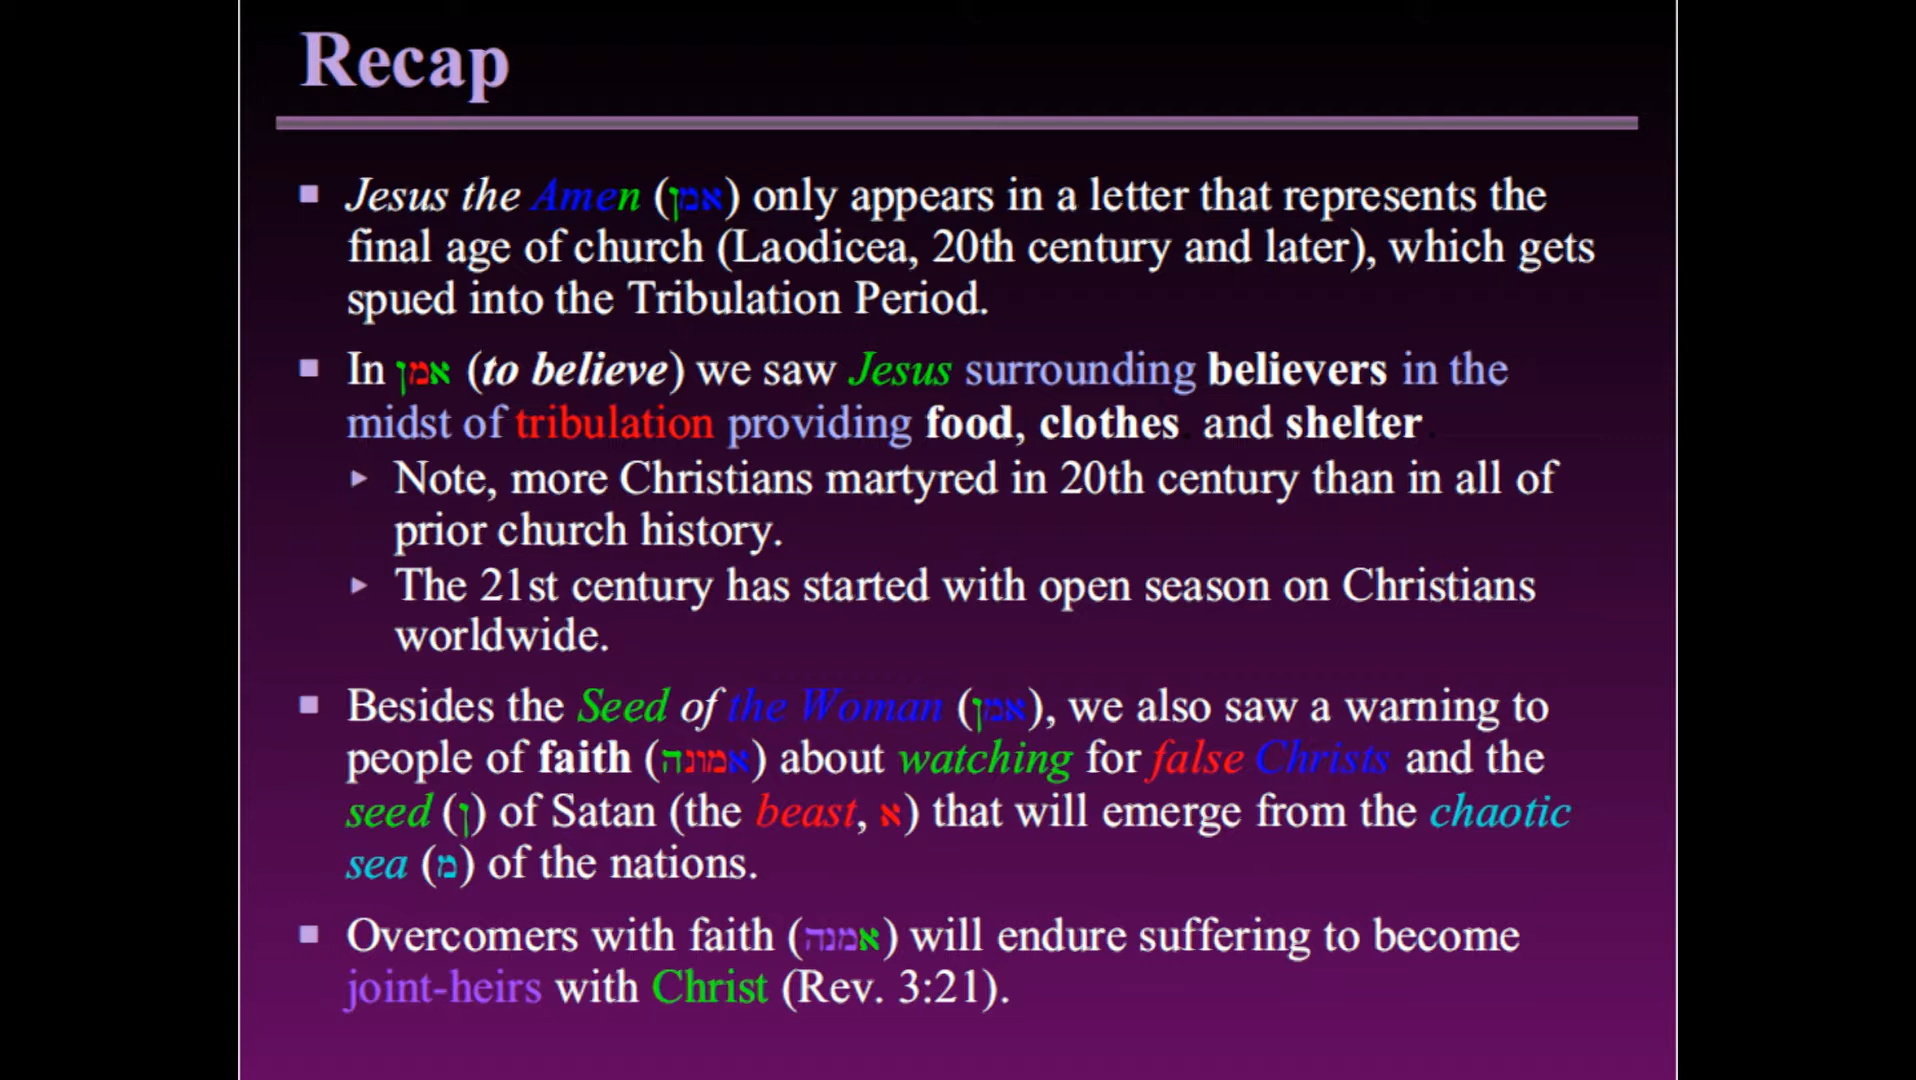 Recap
Jesus the Amen (אמן) only appears in a letter that represents the
final age of church (Laodicea, 20th century and later), which gets
spued into the Tribulation Period.
In אמן (to believe) we saw Jesus surrounding believers in the
midst of tribulation providing food, clothes. and shelter.
Note, more Christians martyred in 20th century than in all of
prior church history.
The 21st century has started with open season on Christians
worldwide.
Besides the Seed of the Woman (אמן), we also saw a warning to
people of faith (אמונה) about watching for false Christs and the
seed (ן) of Satan (the beast, א) that will emerge from the chaotic
sea (מ) of the nations.
Overcomers with faith (אמנה) will endure suffering to become
joint-heirs with Christ (Rev. 3:21).